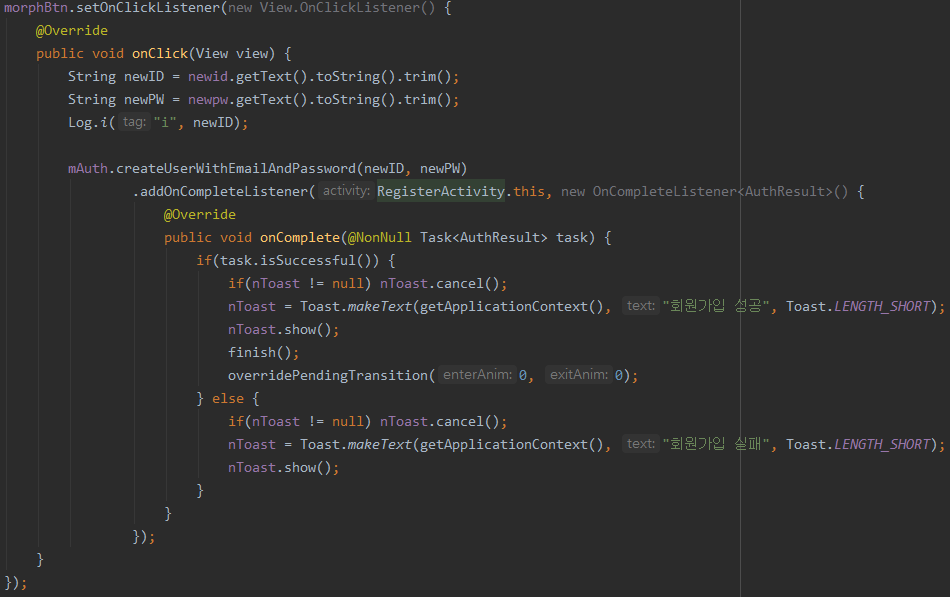 morphBtn.setOnClickListener(new View.OnClickListener() {
@Override
public void onClick(View view) {
String newID = newid.getText().toString().trim();
String newPW = newpw.getText().toString().trim();
Log.i( tag: "i", newID);
mAuth.createUserWithEmailAndPassword(newID, newPW)
.addOnCompleteListener( activity: RegisterActivity.this, new OnCompleteListener<AuthResult>() {
@Override
public void onComplete(@NonNull Task<AuthResult> task) {
if(task.isSuccessful()) {
if(nToast != null) nToast.cancel();
nToast = Toast.makeText(getApplicationContext(), text: "회원가입 성공", Toast.LENGTH_SHORT);
nToast.show();
finish();
overridePendingTransition( enterAnim: 0, exitAnim: 0);
} else {
if(nToast != null) nToast.cancel();
nToast = Toast.makeText(getApplicationContext(), text: "회원가입 실패", Toast.LENGTH_SHORT);
nToast.show();
}
}
});
}
});